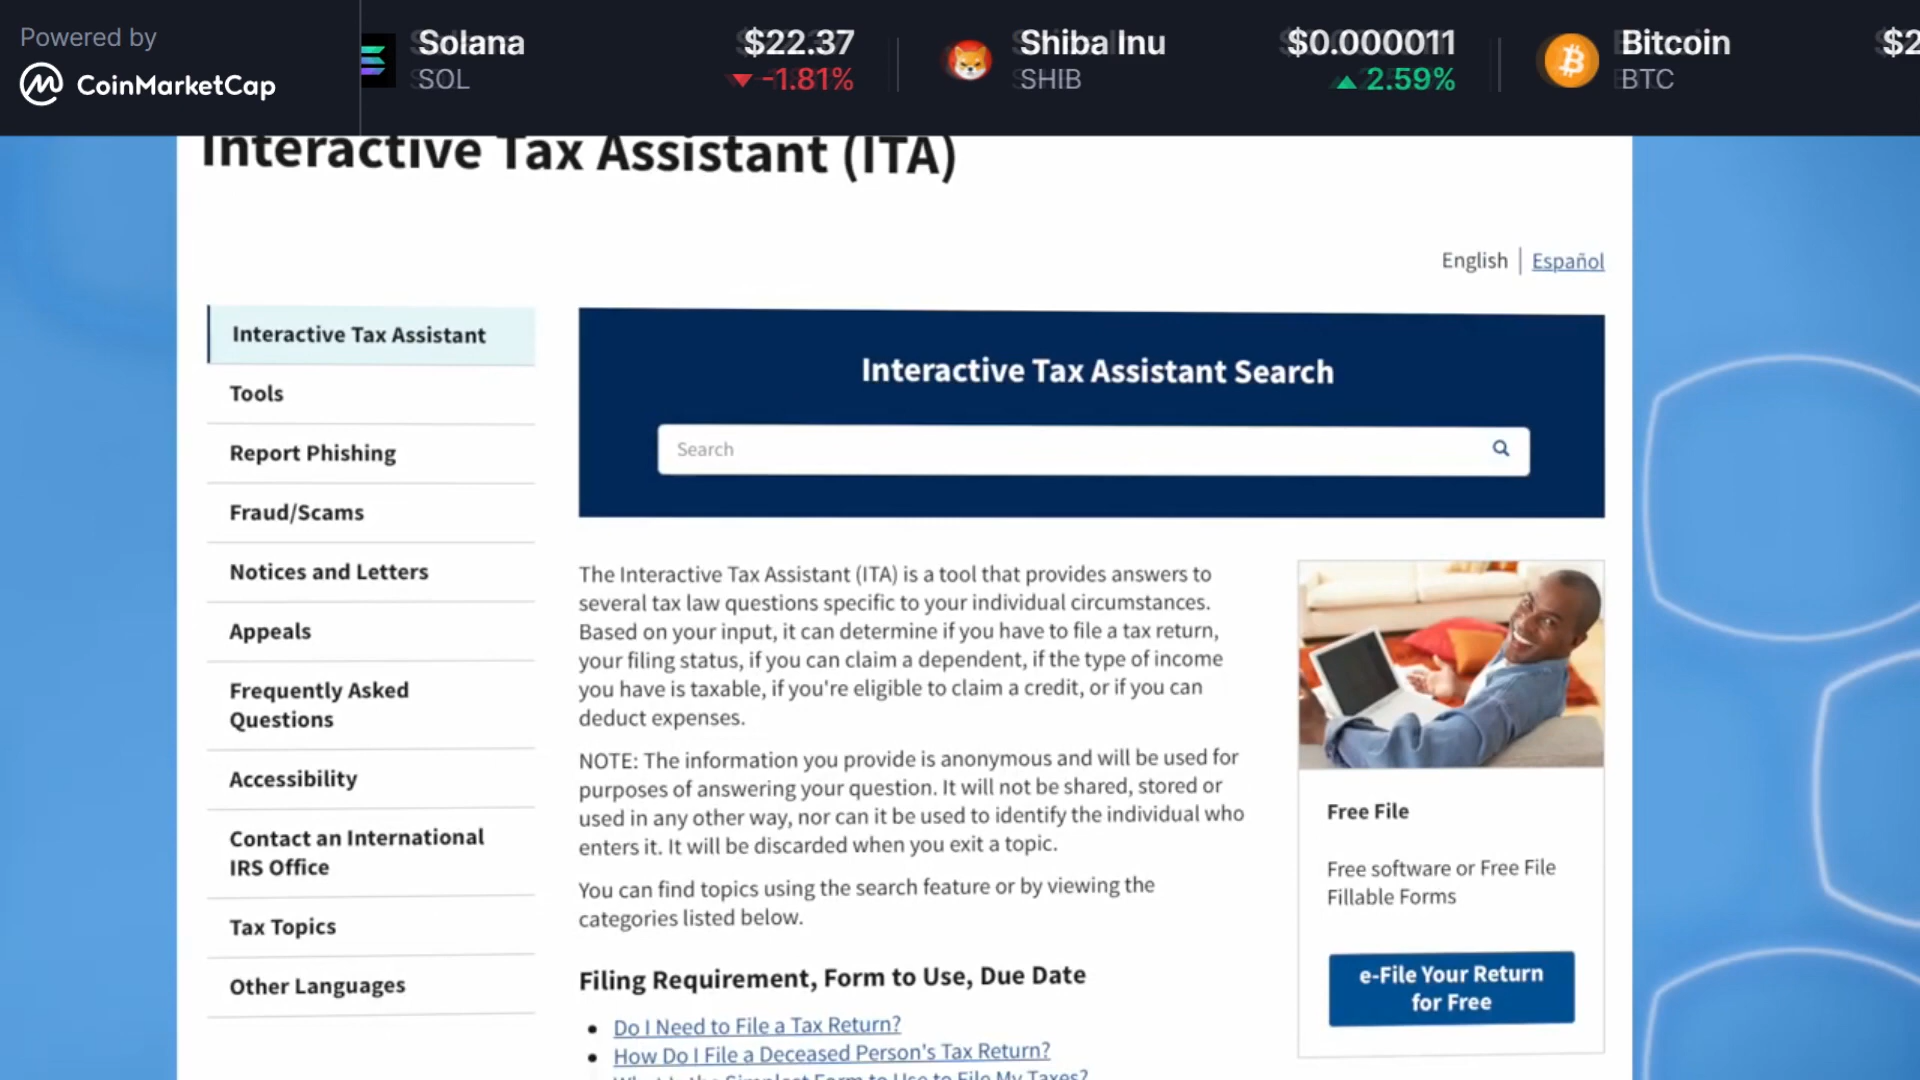 Powered by
CoinMarketCap
Solana
SOL
$22.37
-1.81%
Shiba Inu
SHIB
$0.000011
2.59%
Bitcoin
BTC
Interactive Tax Assistant (ITA)
English | Español
Interactive Tax Assistant
Tools
Report Phishing
Fraud/Scams
Notices and Letters
Appeals
Frequently Asked
Questions
Accessibility
Contact an International
IRS Office
Tax Topics
Other Languages
Interactive Tax Assistant Search
Search
The Interactive Tax Assistant (ITA) is a tool that provides answers to
several tax law questions specific to your individual circumstances.
Based on your input, it can determine if you have to file a tax return,
your filing status, if you can claim a dependent, if the type of income
you have is taxable, if you're eligible to claim a credit, or if you can
deduct expenses.
NOTE: The information you provide is anonymous and will be used for
purposes of answering your question. It will not be shared, stored or
used in any other way, nor can it be used to identify the individual who
enters it. It will be discarded when you exit a topic.
You can find topics using the search feature or by viewing the
categories listed below.
Filing Requirement, Form to Use, Due Date
Do I Need to File a Tax Return?
How Do I File a Deceased Person's Tax Return?
What Is the Simplest Form to Use to File My Taxes?
Free File
Free software or Free File
Fillable Forms
e-File Your Return
for Free